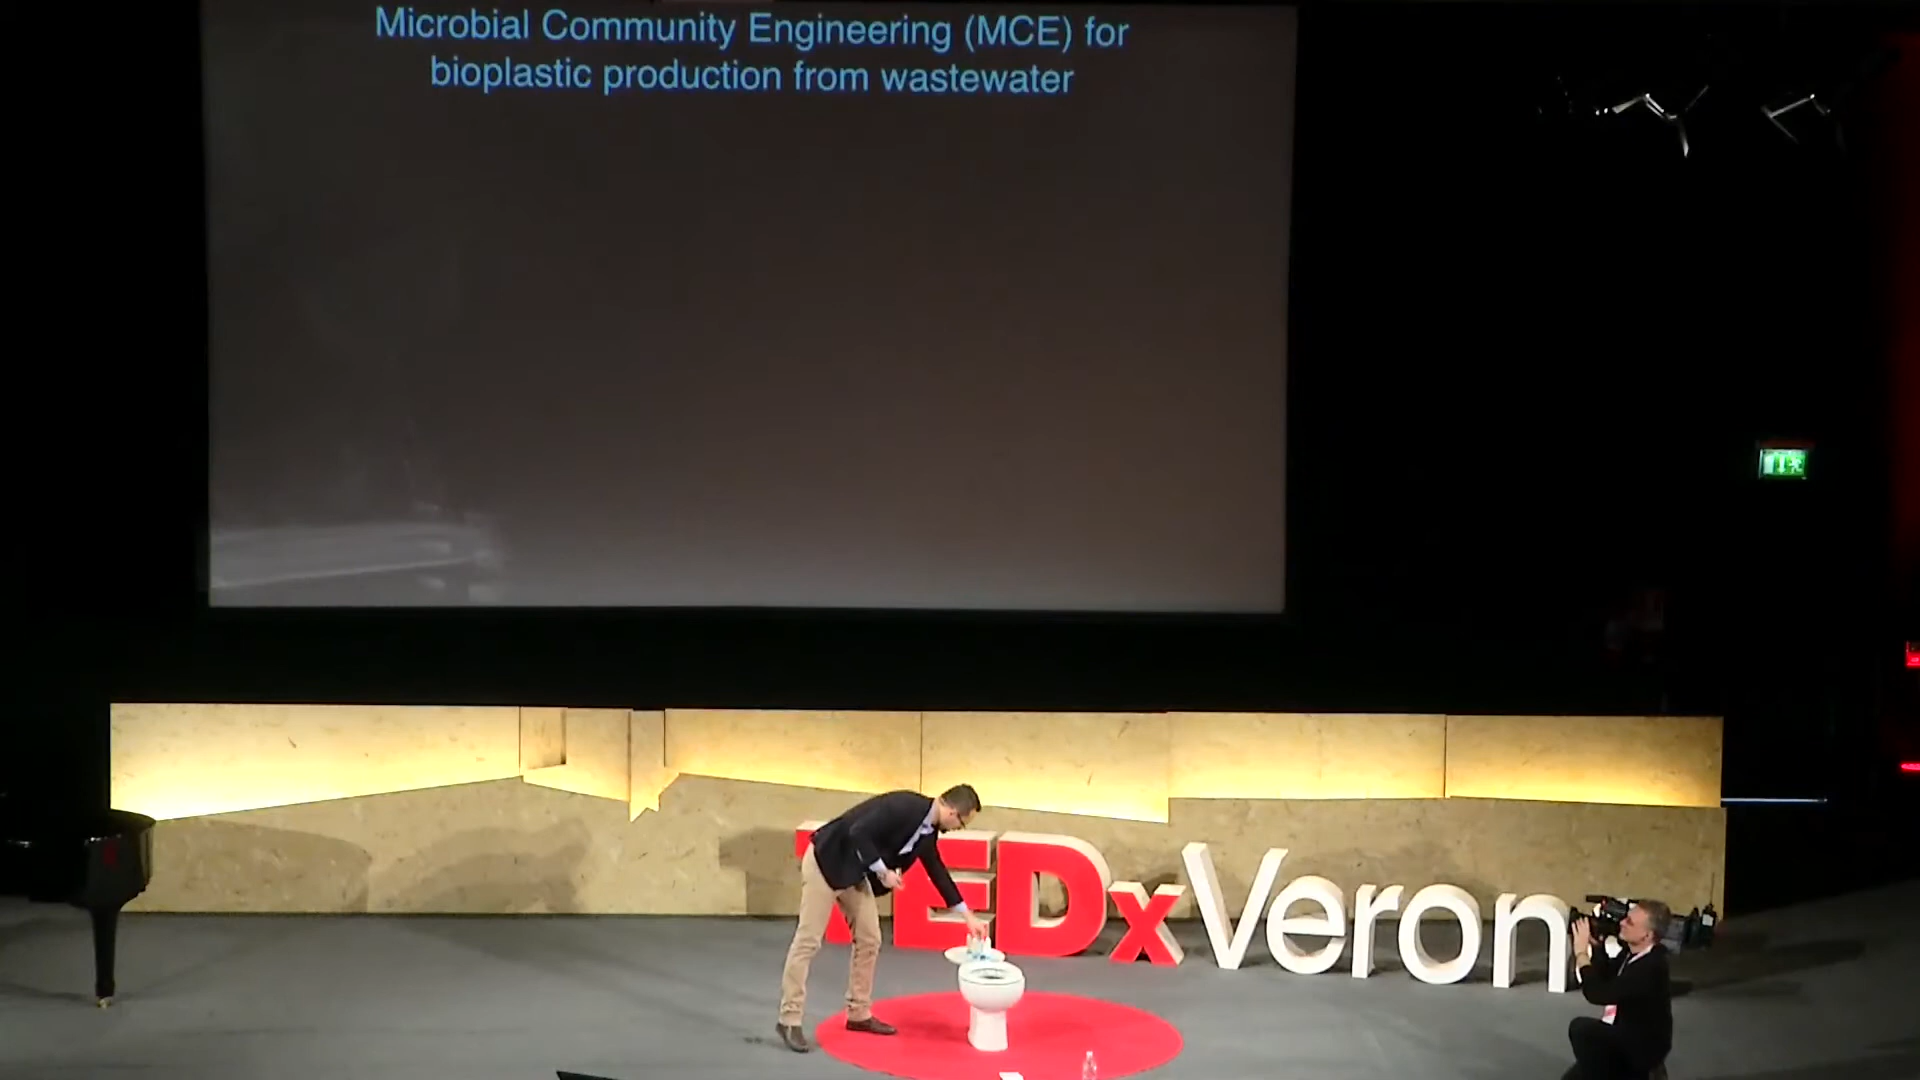 Microbial Community Engineering (MCE) for
bioplastic production from wastewater
TEDxVeron